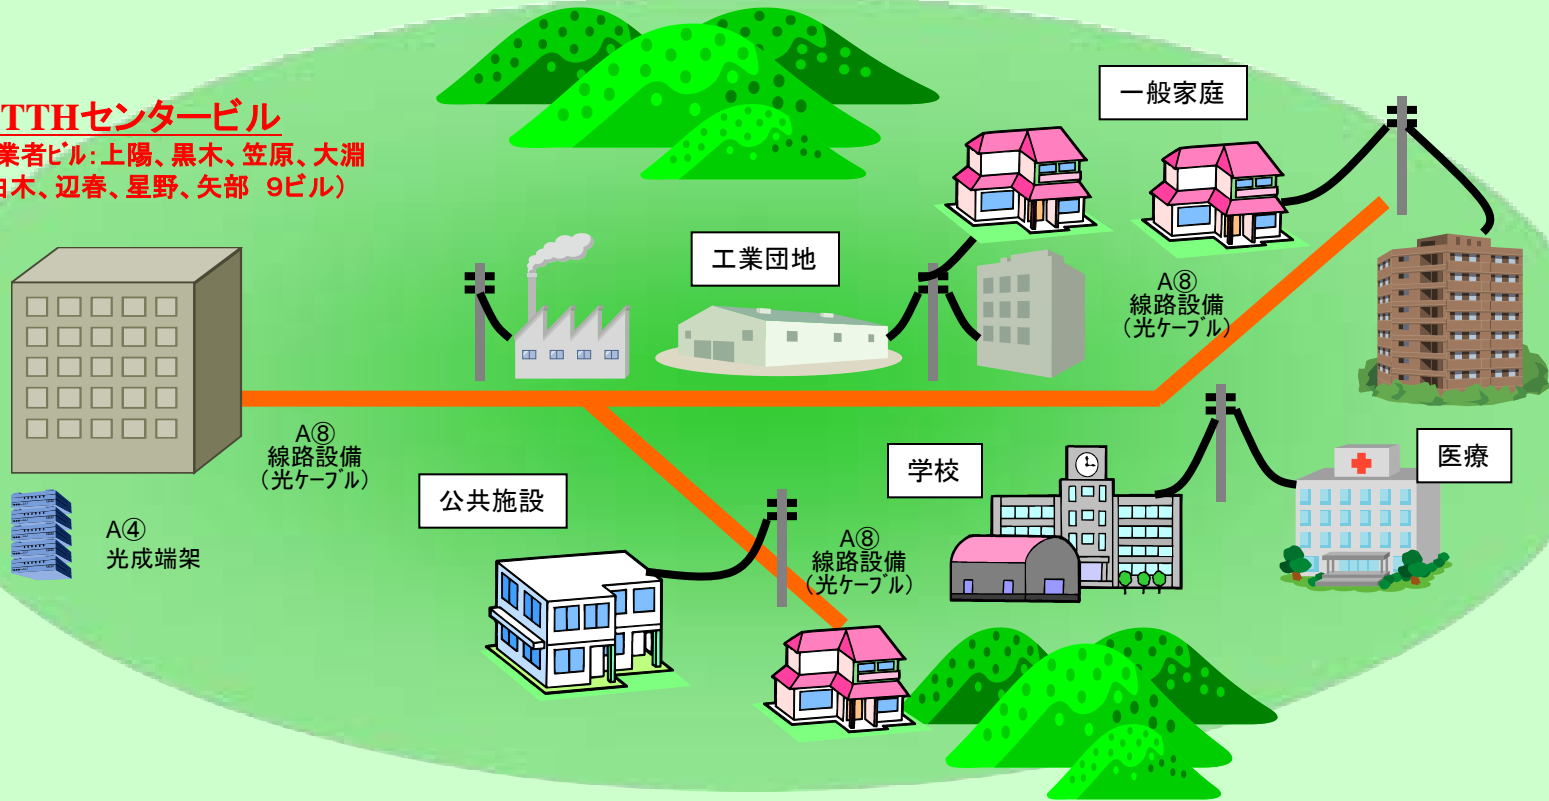 TTHセンタービル
業者ビル:上陽、黒木、笠原、大淵
白木、辺春、星野、矢部 9ビル)
一般家庭
工業団地
A⑧
線路設備
(光ケーブル)
A⑧
線路設備
(光ケーブル)
学校
医療
公共施設
A④
光成端架
A⑧
線路設備
(光ケーブル)